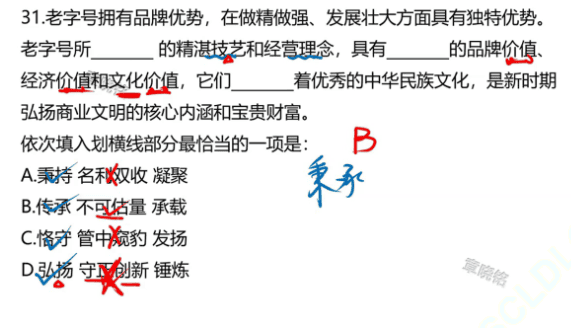 31.老字号拥有品牌优势，在做精做强、发展壮大方面具有独特优势。
老字号所________ 的精湛技艺和经营理念，具有________的品牌价值、
经济价值和文化价值，它们________着优秀的中华民族文化，是新时期
弘扬商业文明的核心内涵和宝贵财富。
依次填入划横线部分最恰当的一项是： B
A.秉持 名利双收 凝聚
秉承
B.传承 不可估量 承载
C.恪守 管中窥豹 发扬
D.弘扬 守正创新 锤炼
章晓铭
CCLDL